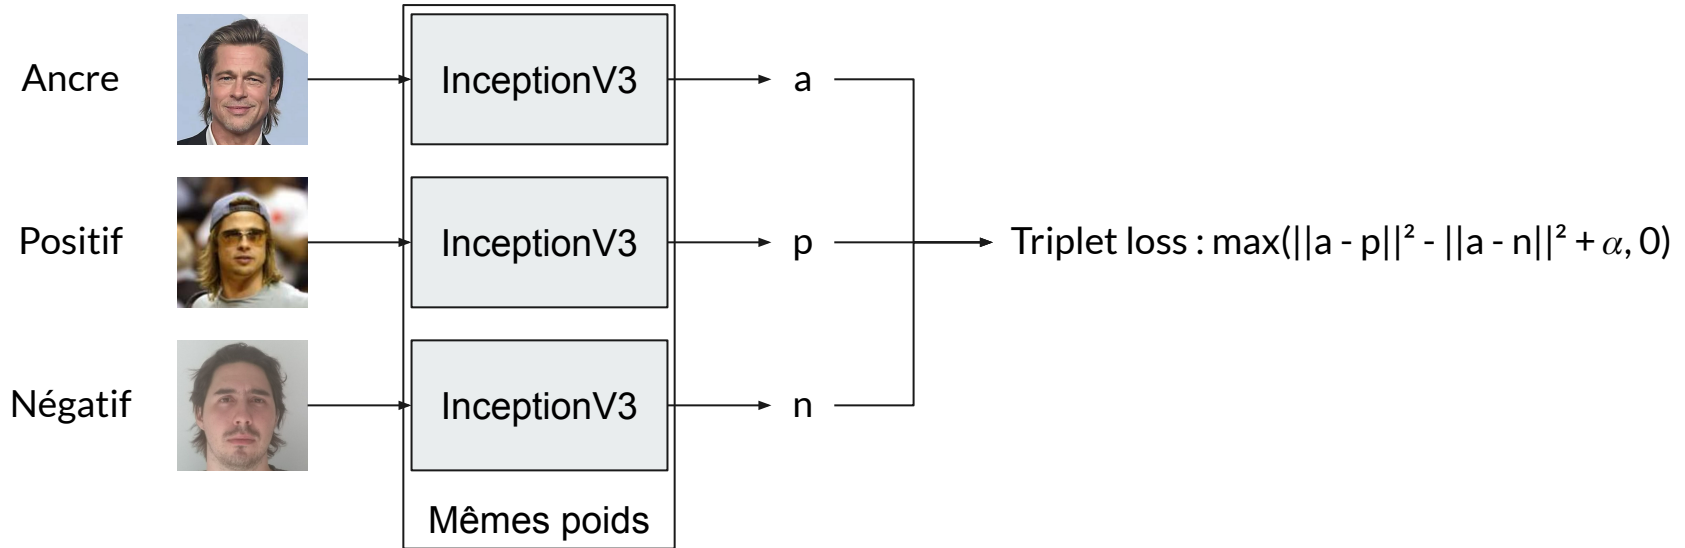 Ancre
InceptionV3
a
Positif
InceptionV3
p
Triplet loss : max(||a - p||² - ||a - n||² + α, 0)
Négatif
InceptionV3
n
Mêmes poids